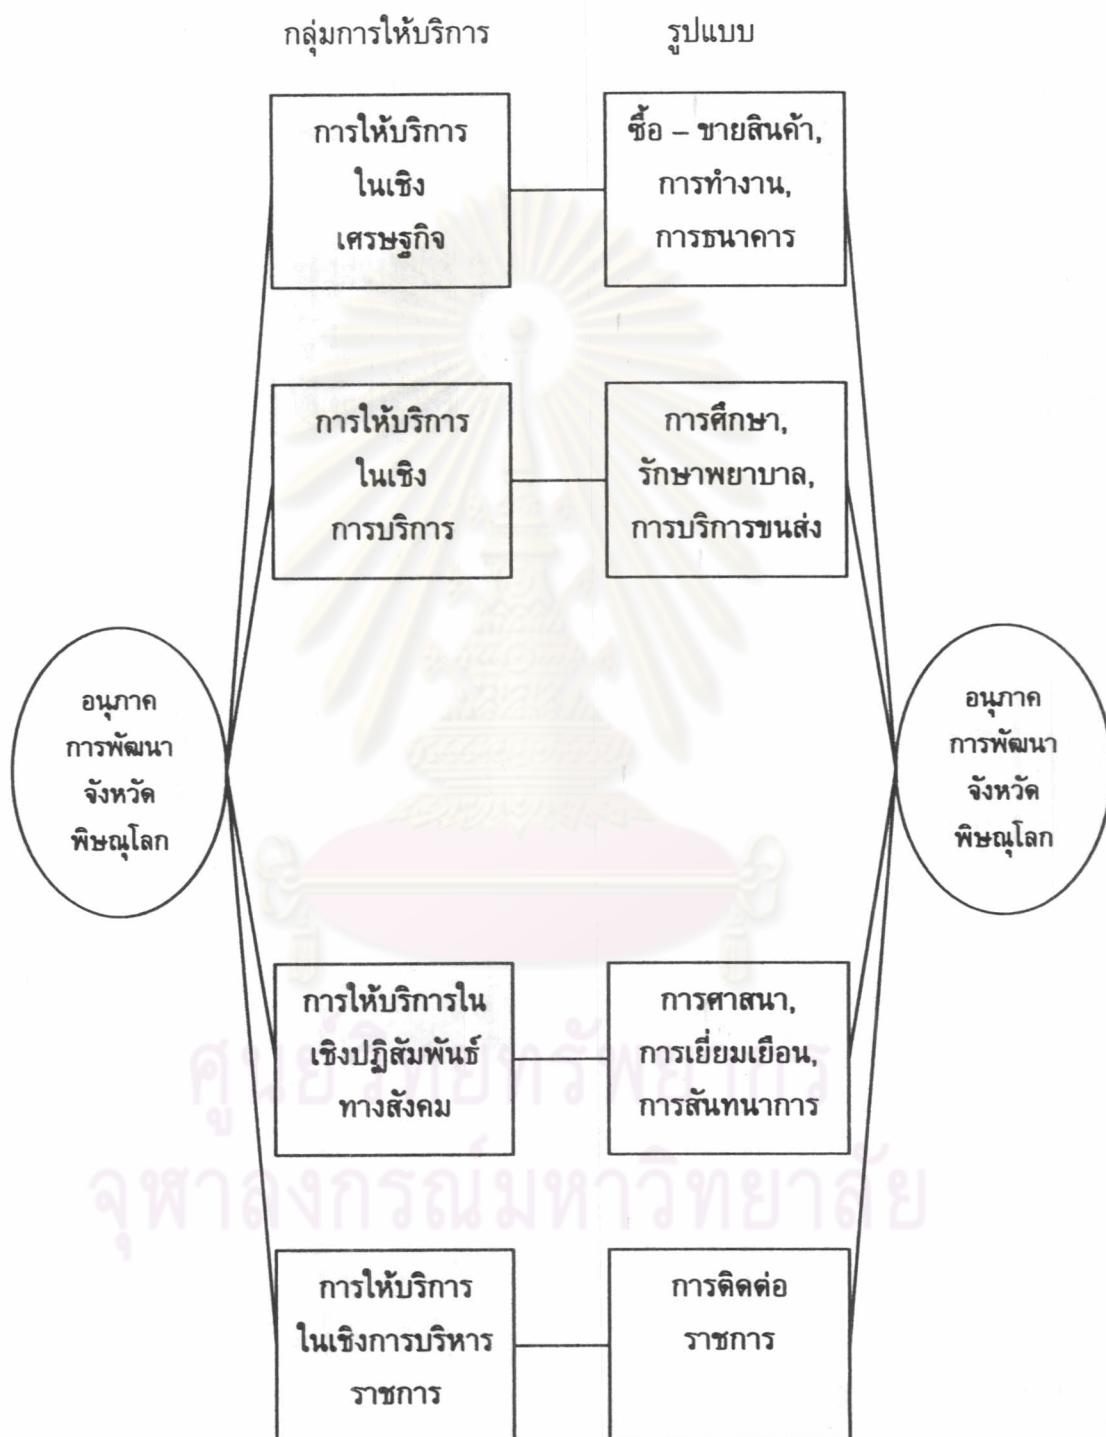 กลุ่มการให้บริการ
รูปแบบ
การให้บริการ
ในเชิง
เศรษฐกิจ
ซื้อ – ขายสินค้า,
การทำงาน,
การธนาคาร
การให้บริการ
ในเชิง
การบริการ
การศึกษา,
รักษาพยาบาล,
การบริการขนส่ง
อนุภาค
การพัฒนา
จังหวัด
พิษณุโลก
อนุภาค
การพัฒนา
จังหวัด
พิษณุโลก
การให้บริการใน
เชิงปฏิสัมพันธ์
ทางสังคม
การศาสนา,
การเยี่ยมเยือน,
การสันทนาการ
ศูนย์วิทยทรัพยากร
จุฬาลงกรณ์มหาวิทยาลัย
การให้บริการ
ในเชิงการบริหาร
ราชการ
การติดต่อ
ราชการ